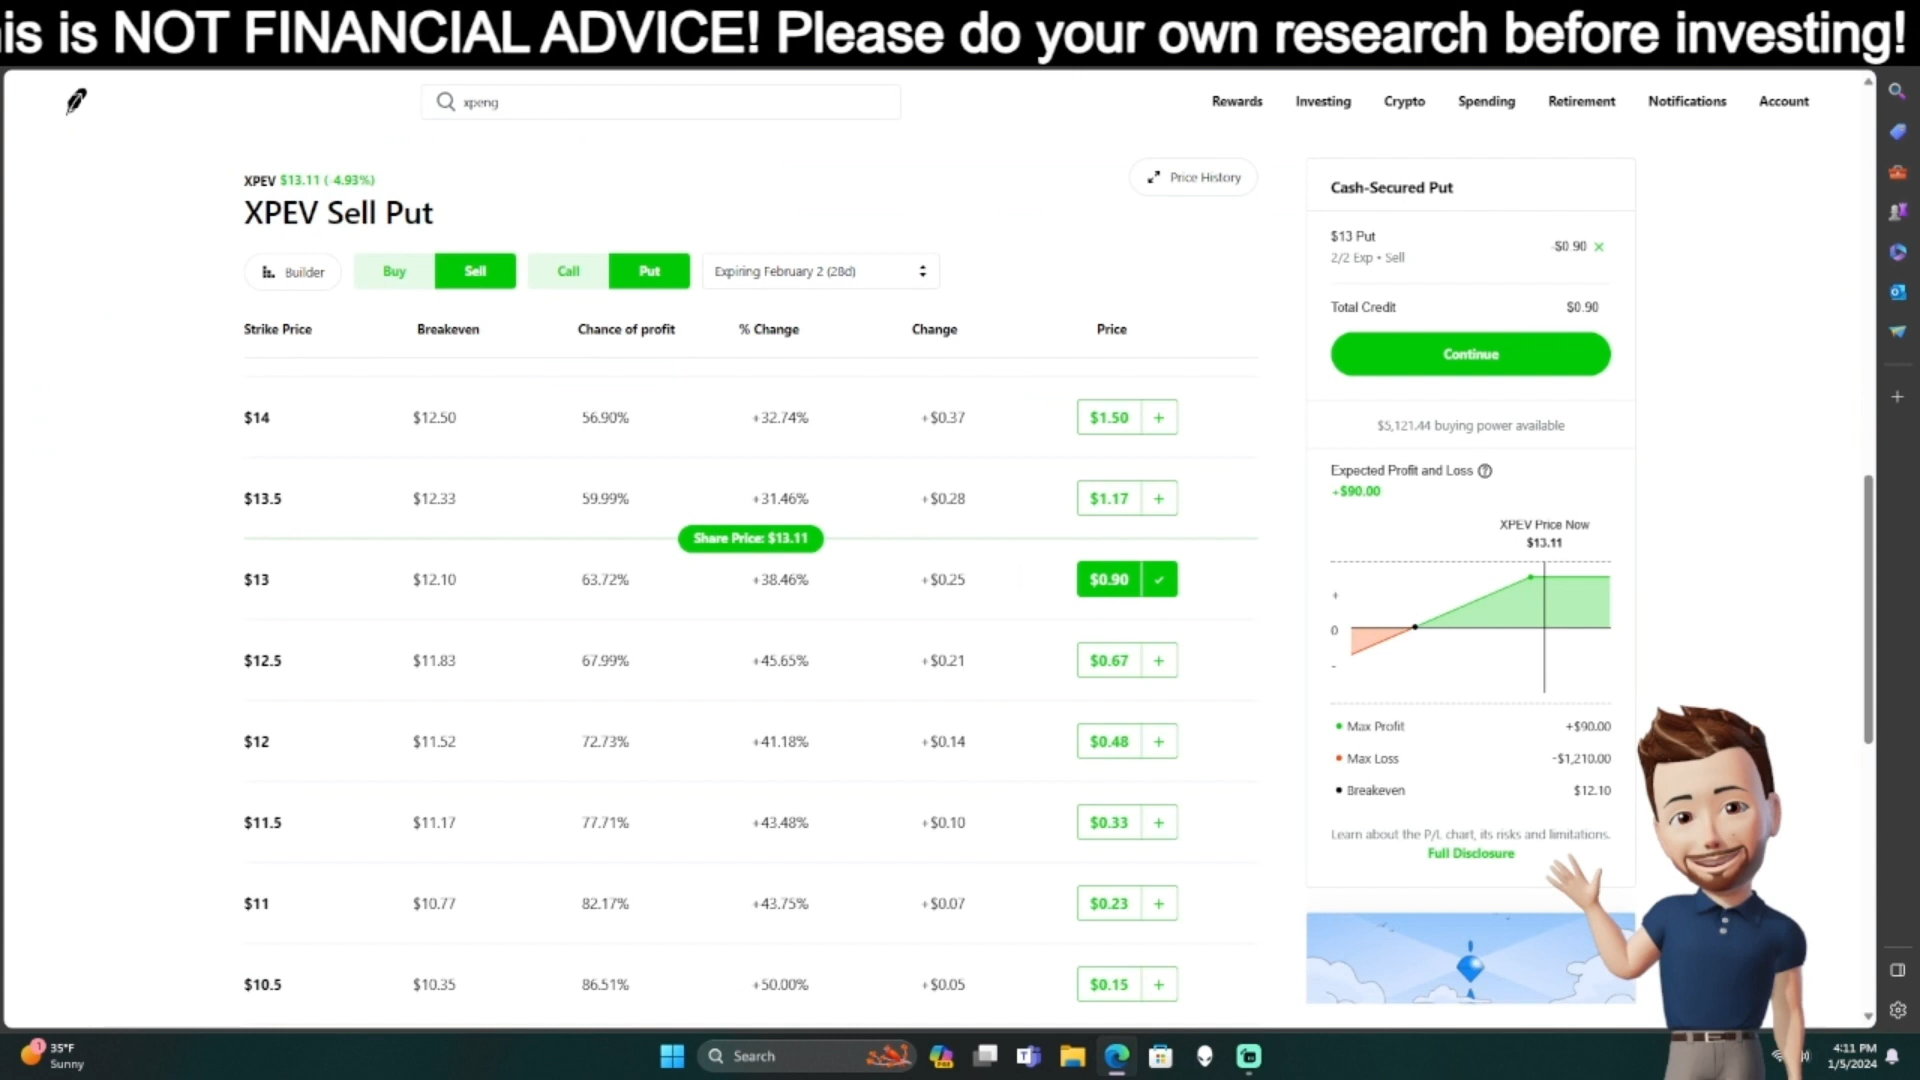 his is NOT FINANCIAL ADVICE! Please do your own research before investing!
xpeng
Rewards Investing Crypto Spending Retirement Notifications Account
XPEV $13.11 (-4.93%)
XPEV Sell Put
Price History
Builder Buy Sell Call Put Expiring February 2 (28d)
Strike Price Breakeven Chance of profit % Change Change Price
$14 $12.50 56.90% +32.74% +$0.37 $1.50 +
$13.5 $12.33 59.99% +31.46% +$0.28 $1.17 +
Share Price: $13.11
$13 $12.10 63.72% +38.46% +$0.25 $0.90
$12.5 $11.83 67.99% +45.65% +$0.21 $0.67 +
$12 $11.52 72.73% +41.18% +$0.14 $0.48 +
$11.5 $11.17 77.71% +43.48% +$0.10 $0.33 +
$11 $10.77 82.17% +43.75% +$0.07 $0.23 +
$10.5 $10.35 86.51% +50.00% +$0.05 $0.15 +
Cash-Secured Put
$13 Put -$0.90
2/2 Exp • Sell
Total Credit $0.90
Continue
$5,121.44 buying power available
Expected Profit and Loss
+$90.00
XPEV Price Now
$13.11
+
0
-
Max Profit +$90.00
Max Loss -$1,210.00
Breakeven $12.10
Learn about the P/L chart, its risks and limitations.
Full Disclosure
1
35°F
Sunny
Search
4:11 PM
1/5/2024